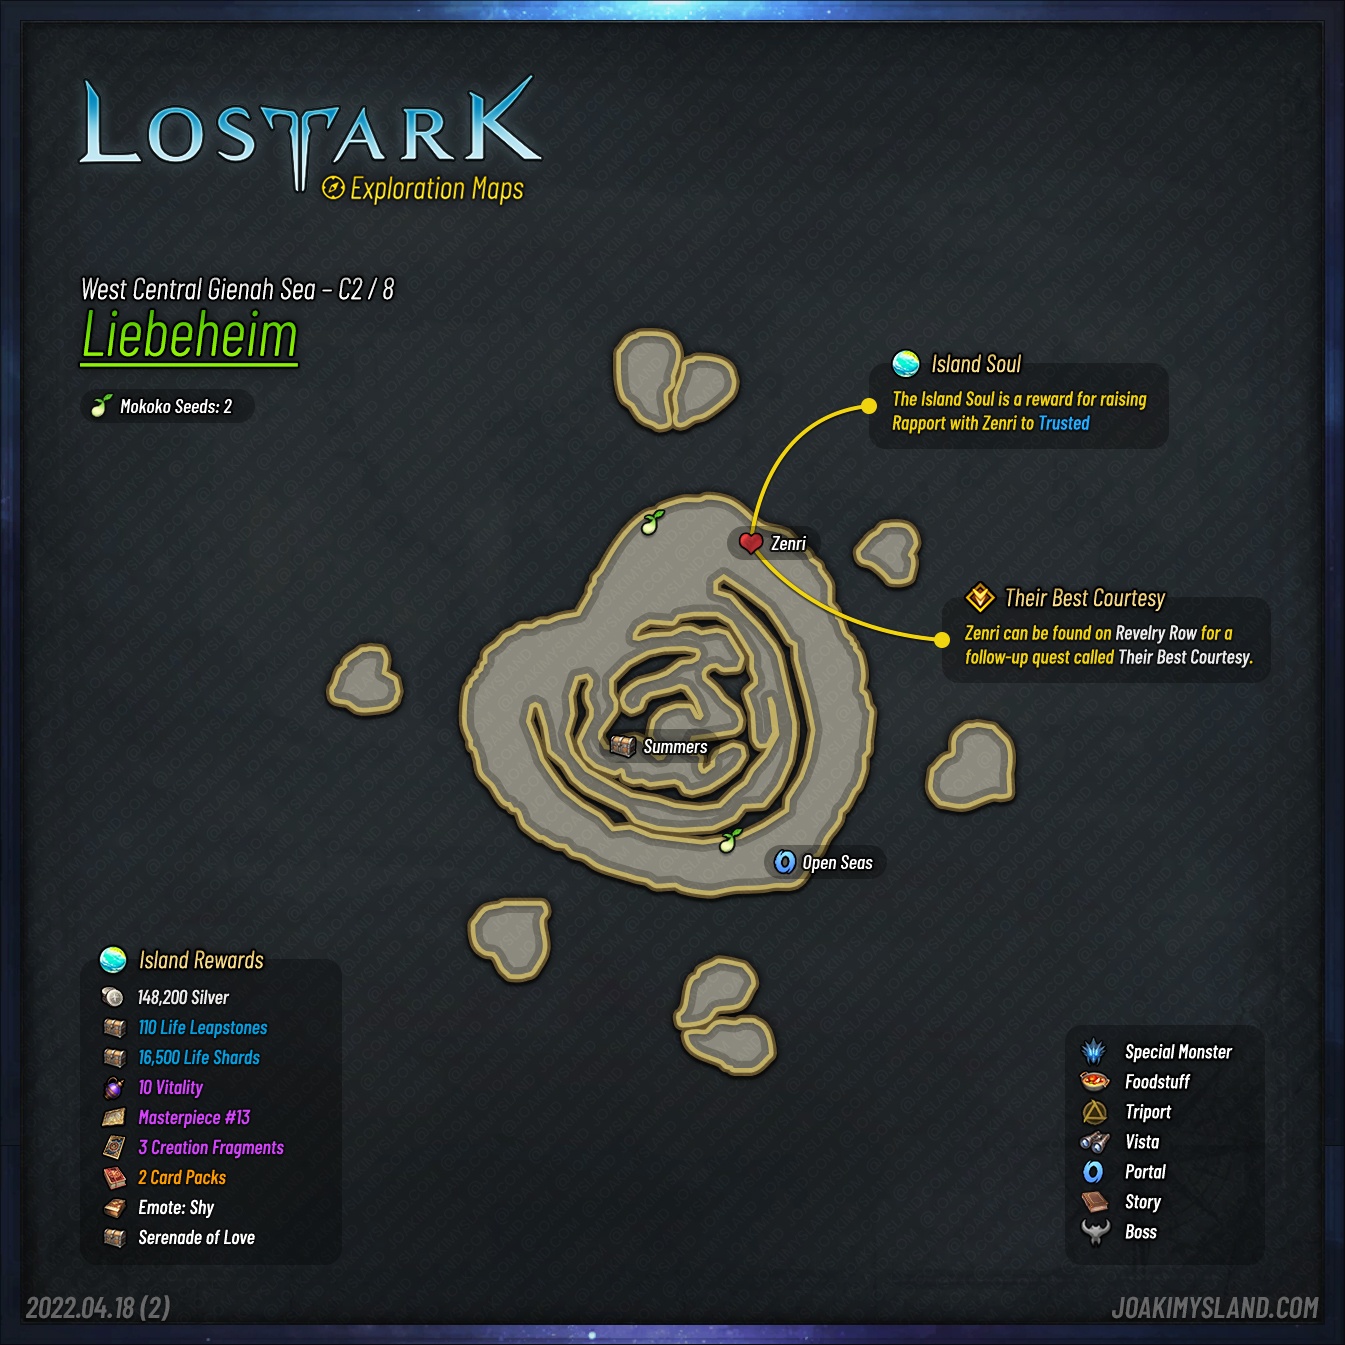 LOSTARK
Exploration Maps
West Central Gienah Sea – C2 / 8
Liebeheim
Mokoko Seeds: 2
Island Soul
The Island Soul is a reward for raising
Rapport with Zenri to Trusted
Zenri
Their Best Courtesy
Zenri can be found on Revelry Row for a
follow-up quest called Their Best Courtesy.
Summers
Open Seas
Island Rewards
148,200 Silver
110 Life Leapstones
16,500 Life Shards
10 Vitality
Masterpiece #13
3 Creation Fragments
2 Card Packs
Emote: Shy
Serenade of Love
Special Monster
Foodstuff
Triport
Vista
Portal
Story
Boss
2022.04.18 (2)
JOAKIMYSLAND.COM